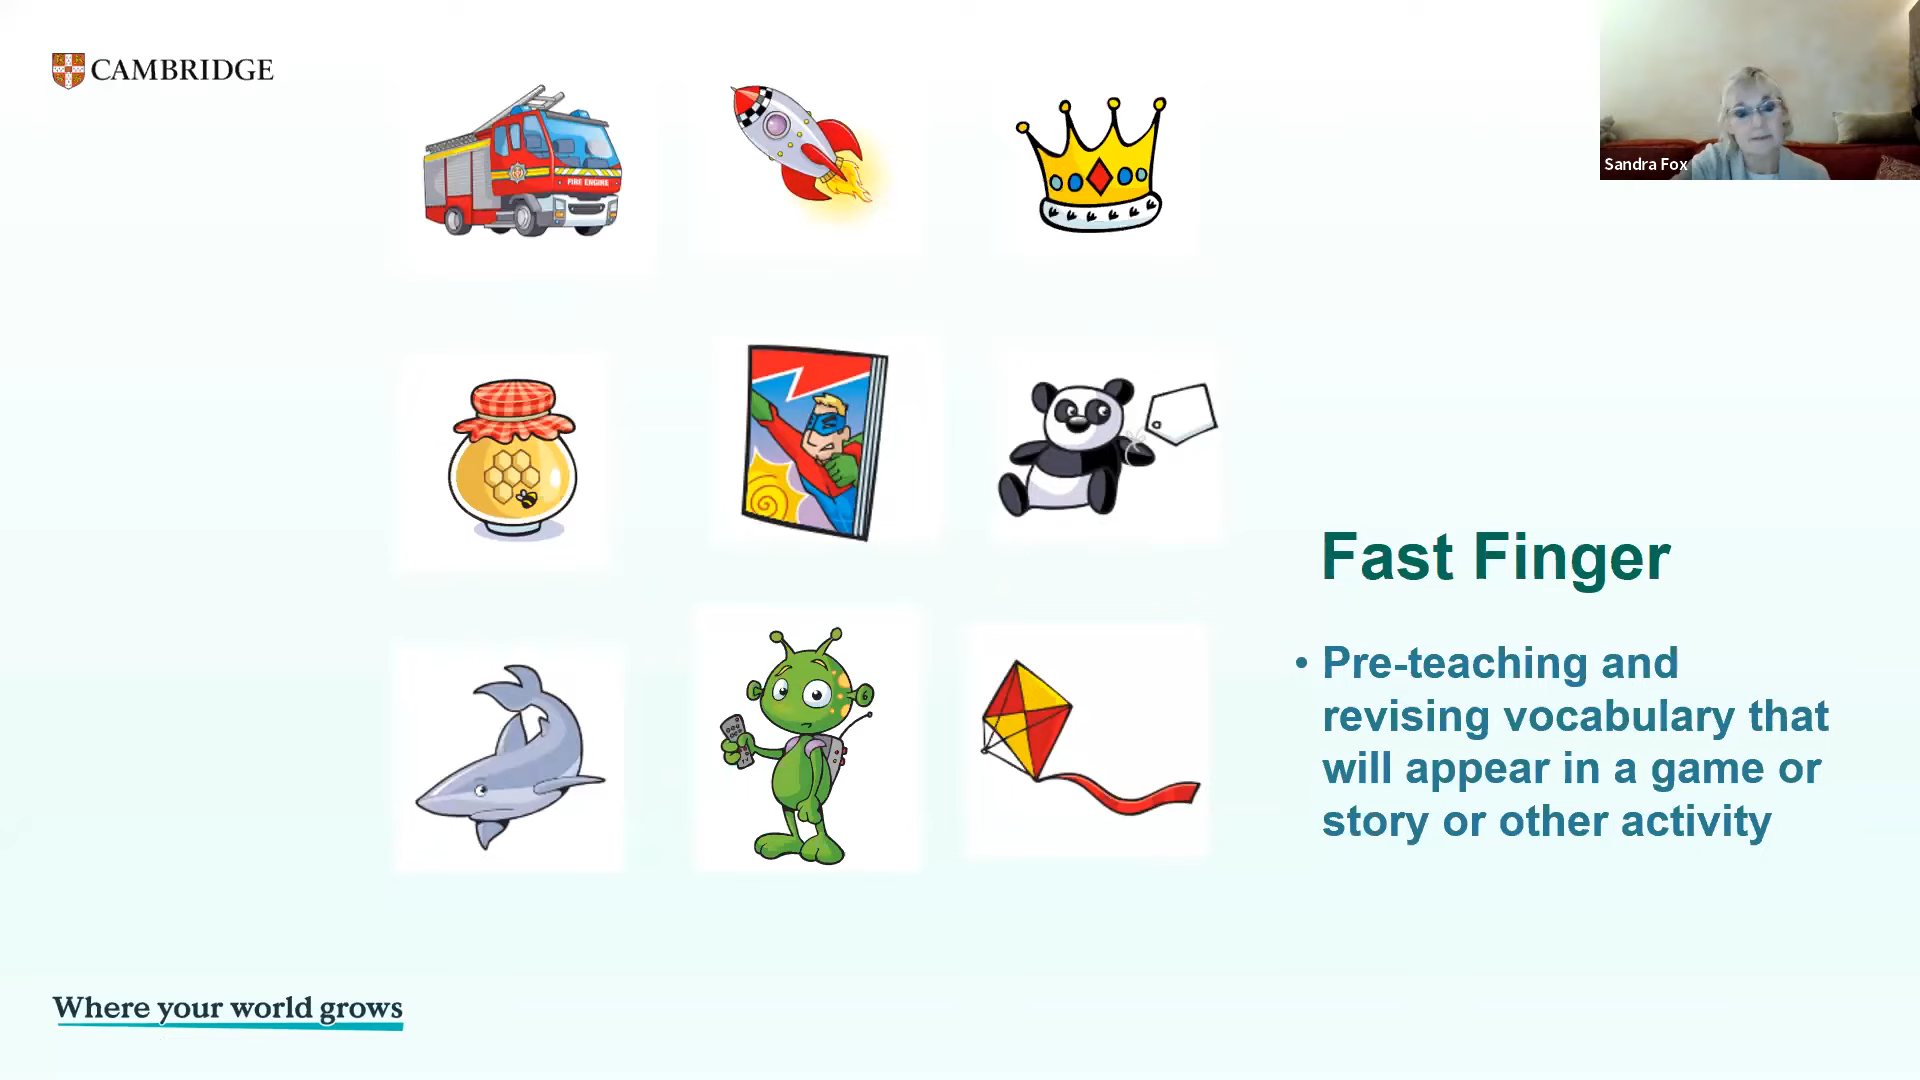 CAMBRIDGE
Sandra Fox
FIRE ENGINE
Fast Finger
• Pre-teaching and
revising vocabulary that
will appear in a game or
story or other activity
Where your world grows